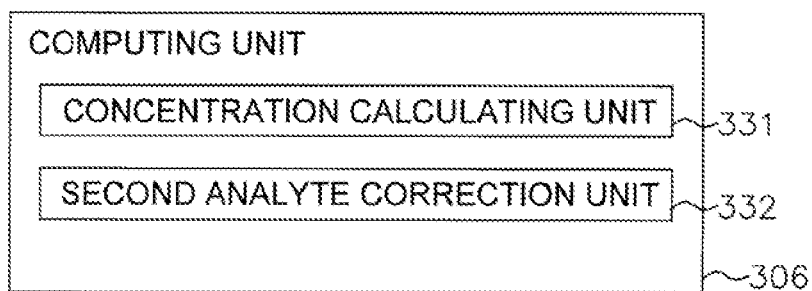 COMPUTING UNIT
CONCENTRATION CALCULATING UNIT 331
SECOND ANALYTE CORRECTION UNIT 332
306